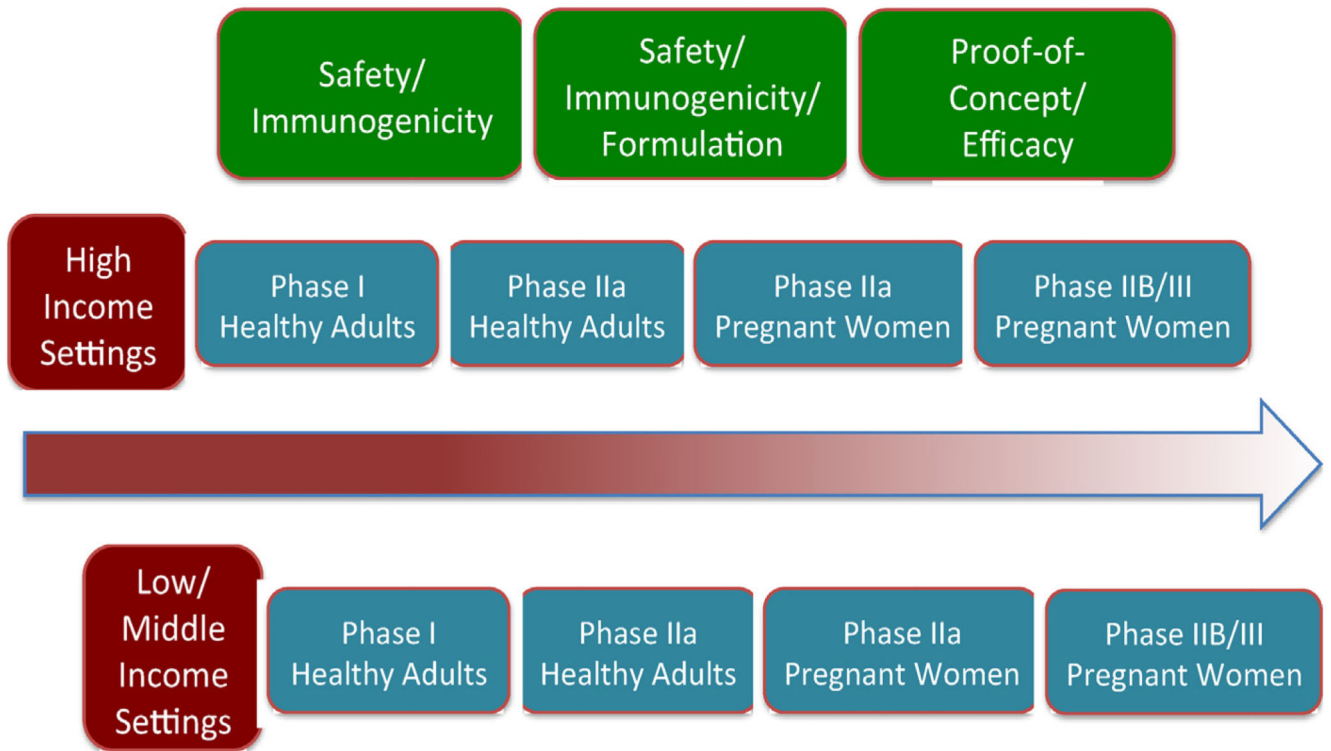 Safety/
Immunogenicity
Safety/
Immunogenicity/
Formulation
Proof-of-
Concept/
Efficacy
High
Income
Settings
Phase I
Healthy Adults
Phase IIa
Healthy Adults
Phase IIa
Pregnant Women
Phase IIB/III
Pregnant Women
Low/
Middle
Income
Settings
Phase I
Healthy Adults
Phase IIa
Healthy Adults
Phase IIa
Pregnant Women
Phase IIB/III
Pregnant Women